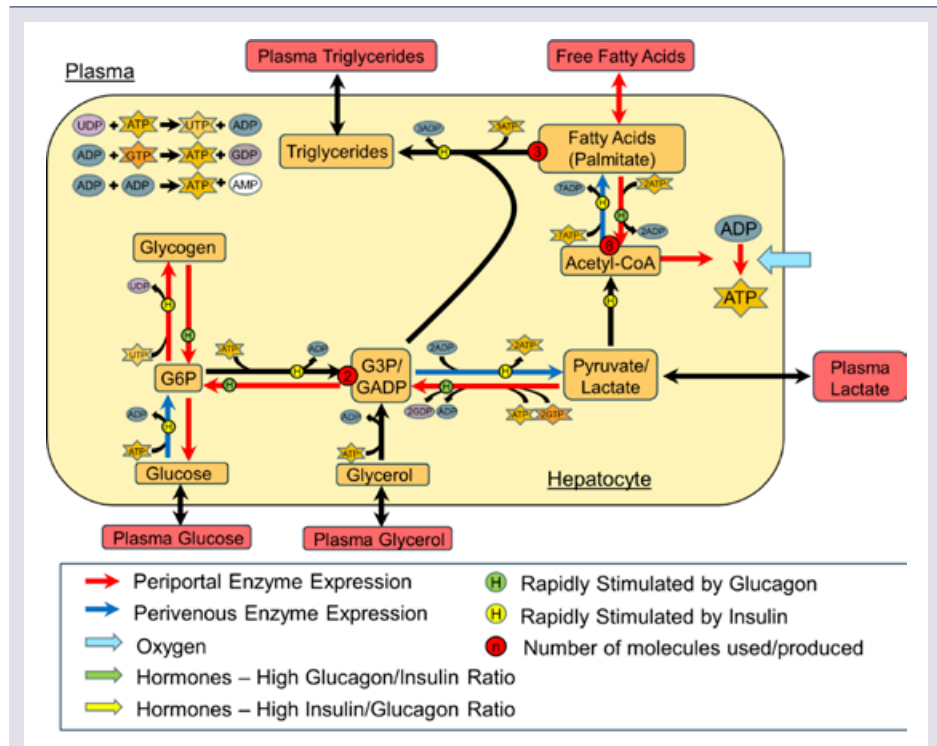 Plasma Triglycerides
Free Fatty Acids
Plasma
UDP + ATP UTP + ADP
ADP + GTP ATP + GDP
ADP + ADP ATP + AMP
Triglycerides
3ADP
H
3ATP
3
Fatty Acids
(Palmitate)
7ADP
H
7ATP
2ATP
H
2ADP
8
Acetyl-CoA
ADP
ATP
Glycogen
UDP
H
UTP
H
G6P
ATP
H
ADP
H
2
G3P/
GADP
2ADP
H
2ATP
H
2GDP
ADP
ATP
2GTP
H
Pyruvate/
Lactate
Plasma
Lactate
ADP
H
ATP
Glucose
ADP
ATP
Glycerol
Hepatocyte
Plasma Glucose
Plasma Glycerol
Periportal Enzyme Expression
Perivenous Enzyme Expression
Oxygen
Hormones – High Glucagon/Insulin Ratio
Hormones – High Insulin/Glucagon Ratio
H Rapidly Stimulated by Glucagon
H Rapidly Stimulated by Insulin
n Number of molecules used/produced